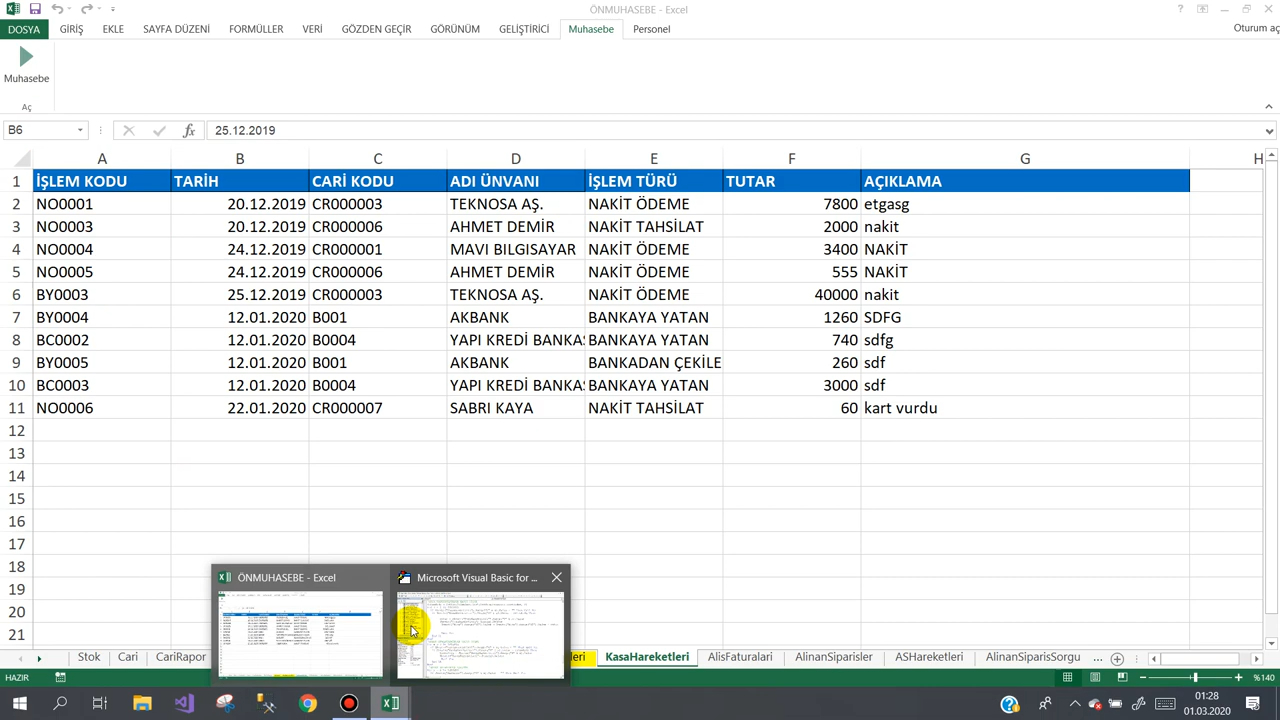 ÖNMUHASEBE - Excel
DOSYA GİRİŞ EKLE SAYFA DÜZENİ FORMÜLLER VERİ GÖZDEN GEÇİR GÖRÜNÜM GELİŞTİRİCİ Muhasebe Personel Oturum aç
Muhasebe
Aç
B6 fx 25.12.2019
A B C D E F G H
1 İŞLEM KODU TARİH CARİ KODU ADI ÜNVANI İŞLEM TÜRÜ TUTAR AÇIKLAMA
2 NO0001 20.12.2019 CR000003 TEKNOSA AŞ. NAKİT ÖDEME 7800 etgasg
3 NO0003 20.12.2019 CR000006 AHMET DEMİR NAKİT TAHSİLAT 2000 nakit
4 NO0004 24.12.2019 CR000001 MAVI BILGISAYAR NAKİT ÖDEME 3400 NAKİT
5 NO0005 24.12.2019 CR000006 AHMET DEMİR NAKİT ÖDEME 555 NAKİT
6 BY0003 25.12.2019 CR000003 TEKNOSA AŞ. NAKİT ÖDEME 40000 nakit
7 BY0004 12.01.2020 B001 AKBANK BANKAYA YATAN 1260 SDFG
8 BC0002 12.01.2020 B0004 YAPI KREDİ BANKAS BANKAYA YATAN 740 sdfg
9 BY0005 12.01.2020 B001 AKBANK BANKADAN ÇEKİLE 260 sdf
10 BC0003 12.01.2020 B0004 YAPI KREDİ BANKAS BANKAYA YATAN 3000 sdf
11 NO0006 22.01.2020 CR000007 SABRI KAYA NAKİT TAHSİLAT 60 kart vurdu
12
13
14
15
16
17
18
19
20
21
ÖNMUHASEBE - Excel Microsoft Visual Basic for ...
Stok Cari CariRapor KasaHareketleri AlisFaturalari AlinanSiparisler AlinanSiparisSorgu ...
HAZIR %140
01:28
01.03.2020